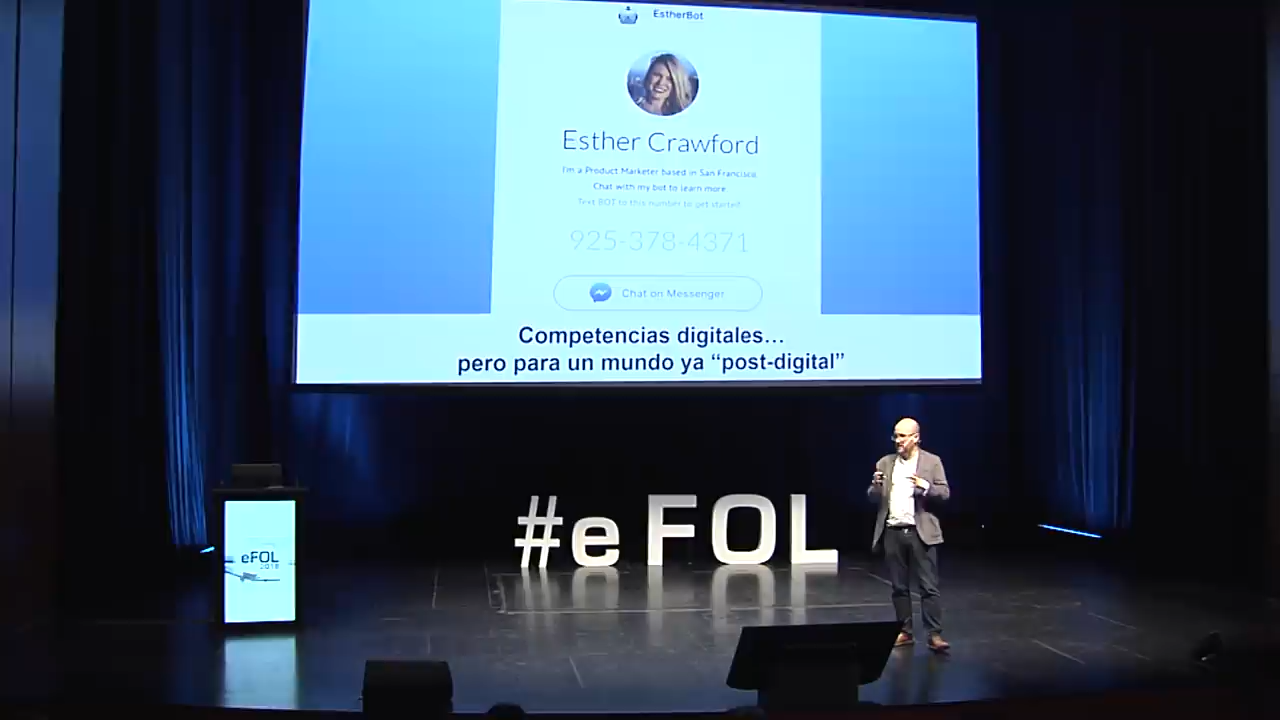 EstherBot
Esther Crawford
I'm a Product Marketer based in San Francisco.
Chat with my bot to learn more.
Text BOT to this number to get started.
925-378-4371
Chat on Messenger
Competencias digitales...
pero para un mundo ya “post-digital”
#eFOL
eFOL
2018